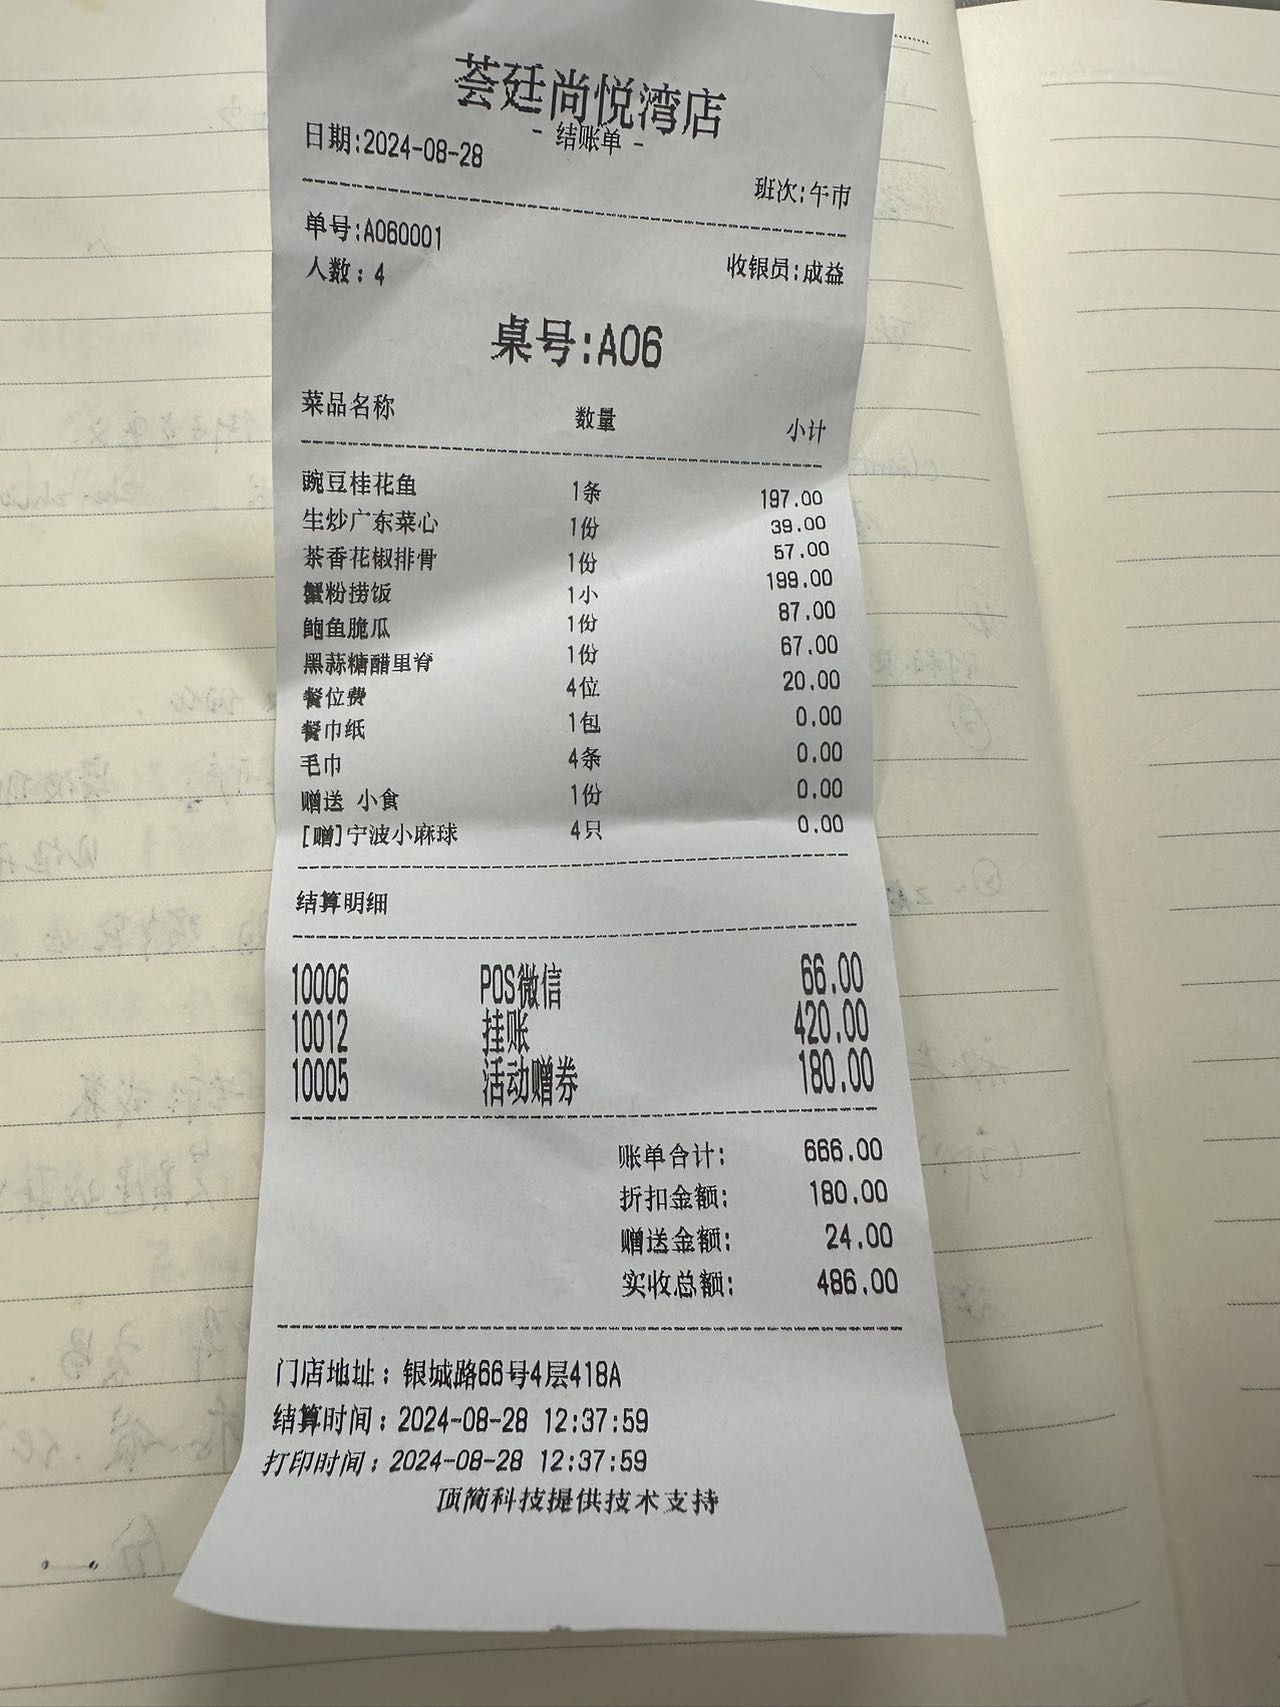 荟廷尚悦湾店
- 结账单 -
日期:2024-08-28
班次:午市
单号:A060001
人数:4 收银员:成益
桌号:A06
菜品名称 数量 小计
豌豆桂花鱼 1条 197.00
生炒广东菜心 1份 39.00
茶香花椒排骨 1份 57.00
蟹粉捞饭 1小 199.00
鲍鱼脆瓜 1份 87.00
黑蒜糖醋里脊 1份 67.00
餐位费 4位 20.00
餐巾纸 1包 0.00
毛巾 4条 0.00
赠送 小食 1份 0.00
[赠]宁波小麻球 4只 0.00
结算明细
10006 POS微信 66.00
10012 挂账 420.00
10005 活动赠券 180.00
账单合计: 666.00
折扣金额: 180.00
赠送金额: 24.00
实收总额: 486.00
门店地址:银城路66号4层418A
结算时间:2024-08-28 12:37:59
打印时间:2024-08-28 12:37:59
顶简科技提供技术支持